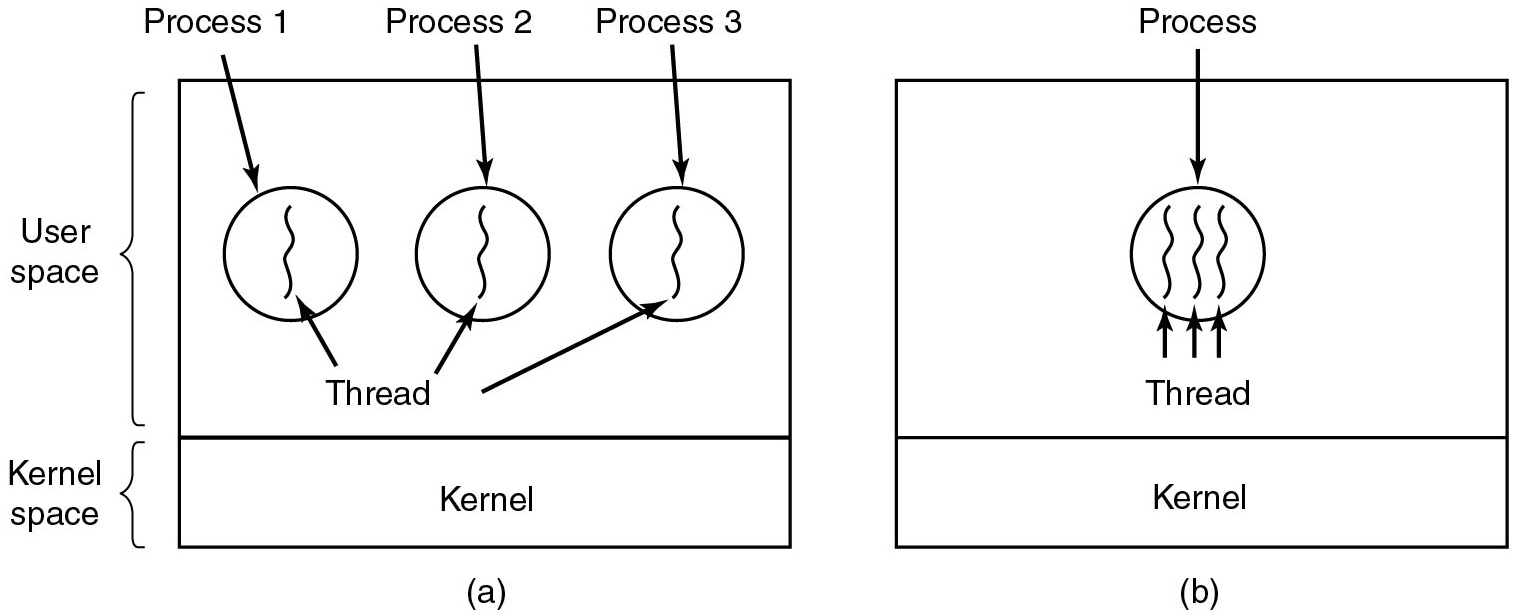 Process 1
Process 2
Process 3
Process
User
space
Thread
Thread
Kernel
space
Kernel
Kernel
(a)
(b)